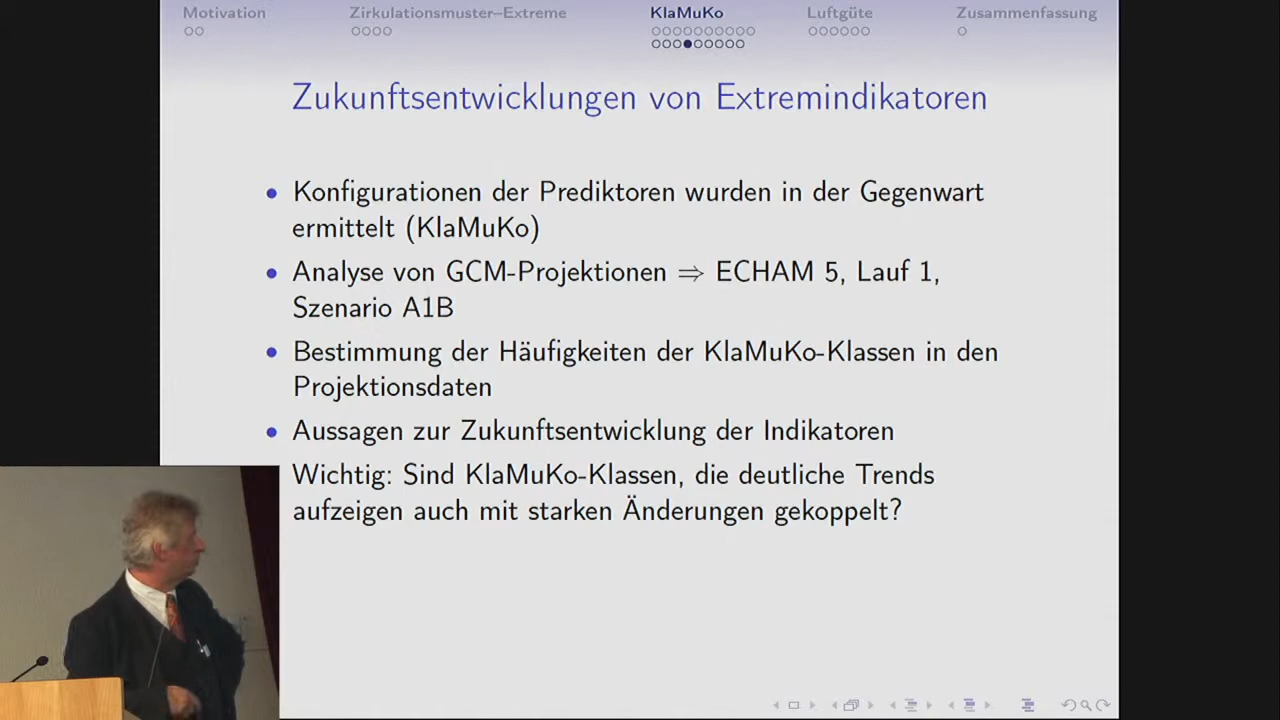 Motivation Zirkulationsmuster–Extreme KlaMuKo Luftgüte Zusammenfassung
Zukunftsentwicklungen von Extremindikatoren
Konfigurationen der Prediktoren wurden in der Gegenwart
ermittelt (KlaMuKo)
Analyse von GCM-Projektionen ⇒ ECHAM 5, Lauf 1,
Szenario A1B
Bestimmung der Häufigkeiten der KlaMuKo-Klassen in den
Projektionsdaten
Aussagen zur Zukunftsentwicklung der Indikatoren
Wichtig: Sind KlaMuKo-Klassen, die deutliche Trends
aufzeigen auch mit starken Änderungen gekoppelt?